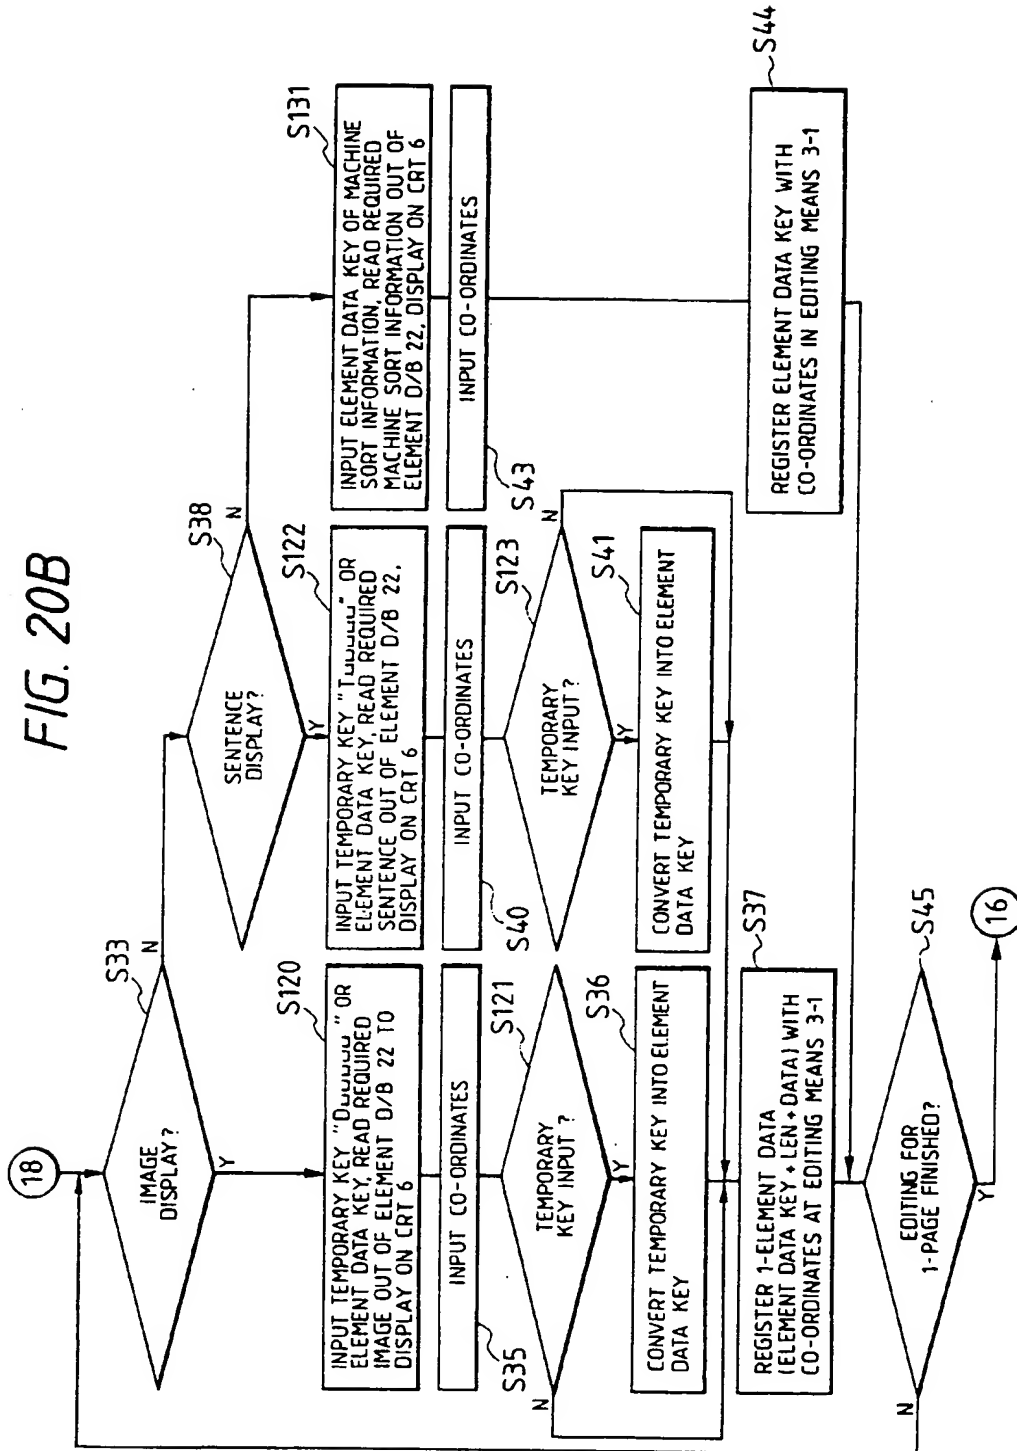 FIG. 20B
18
IMAGE
DISPLAY?
S33
N
Y
SENTENCE
DISPLAY?
S38
N
Y
S120
INPUT TEMPORARY KEY "D␣␣␣␣␣" OR
ELEMENT DATA KEY, READ REQUIRED
IMAGE OUT OF ELEMENT D/B 22 TO
DISPLAY ON CRT 6
S122
INPUT TEMPORARY KEY "T␣␣␣␣␣" OR
ELEMENT DATA KEY, READ REQUIRED
SENTENCE OUT OF ELEMENT D/B 22,
DISPLAY ON CRT 6
S131
INPUT ELEMENT DATA KEY OF MACHINE
SORT INFORMATION, READ REQUIRED
MACHINE SORT INFORMATION OUT OF
ELEMENT D/B 22, DISPLAY ON CRT 6
INPUT CO-ORDINATES
S35
INPUT CO-ORDINATES
S40
INPUT CO-ORDINATES
S43
TEMPORARY
KEY INPUT ?
S121
N
Y
TEMPORARY
KEY INPUT ?
S123
N
Y
S36
CONVERT TEMPORARY KEY INTO ELEMENT
DATA KEY
S41
CONVERT TEMPORARY KEY INTO ELEMENT
DATA KEY
S37
REGISTER 1-ELEMENT DATA
(ELEMENT DATA KEY + LEN + DATA) WITH
CO-ORDINATES AT EDITING MEANS 3-1
S44
REGISTER ELEMENT DATA KEY WITH
CO-ORDINATES IN EDITING MEANS 3-1
EDITING FOR
1-PAGE FINISHED?
S45
N
Y
16